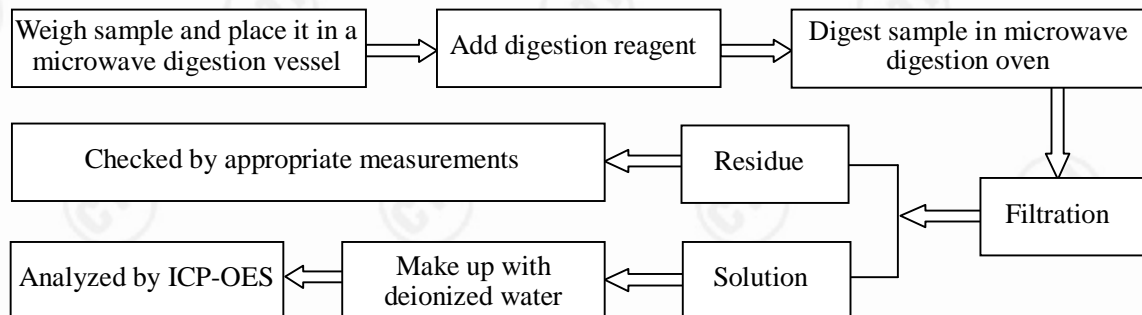 Weigh sample and place it in a
microwave digestion vessel
Add digestion reagent
Digest sample in microwave
digestion oven
Checked by appropriate measurements
Residue
Filtration
Analyzed by ICP-OES
Make up with
deionized water
Solution